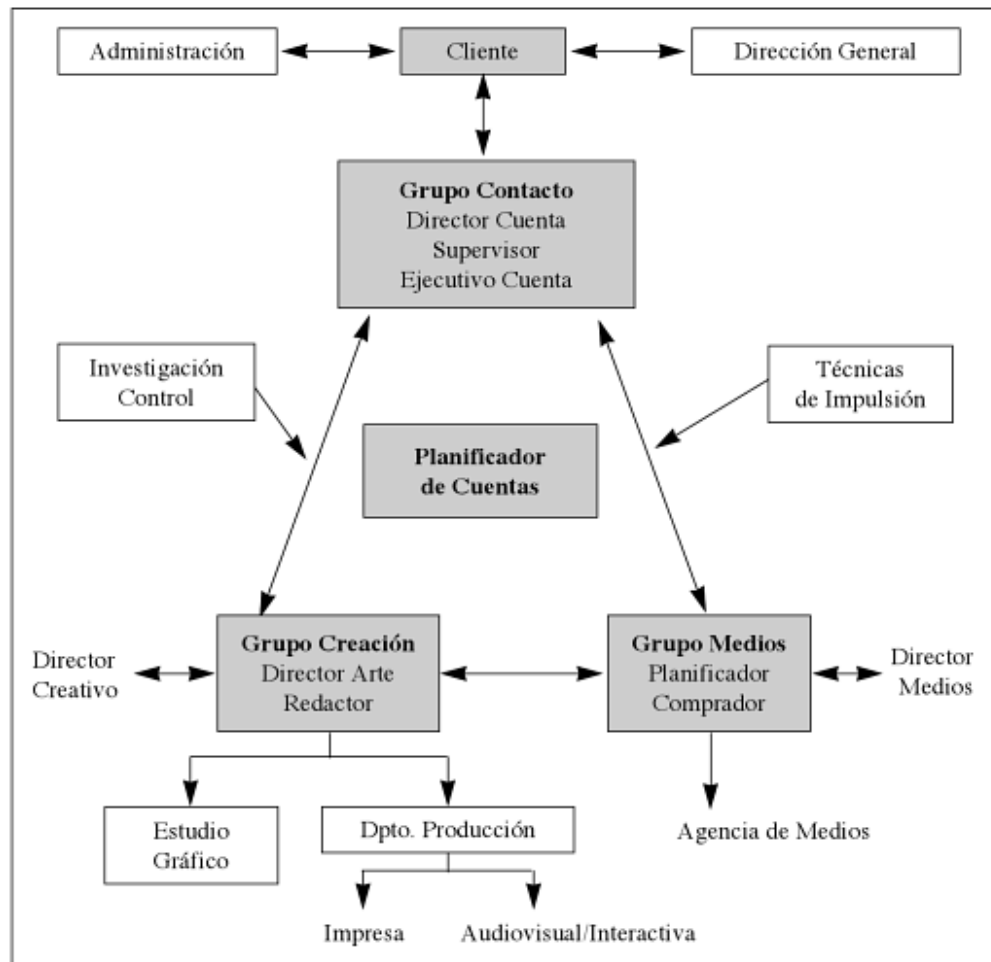 Administración
Cliente
Dirección General
Grupo Contacto
Director Cuenta
Supervisor
Ejecutivo Cuenta
Investigación
Control
Técnicas
de Impulsión
Planificador
de Cuentas
Director
Creativo
Grupo Creación
Director Arte
Redactor
Grupo Medios
Planificador
Comprador
Director
Medios
Estudio
Gráfico
Dpto. Producción
Agencia de Medios
Impresa
Audiovisual/Interactiva